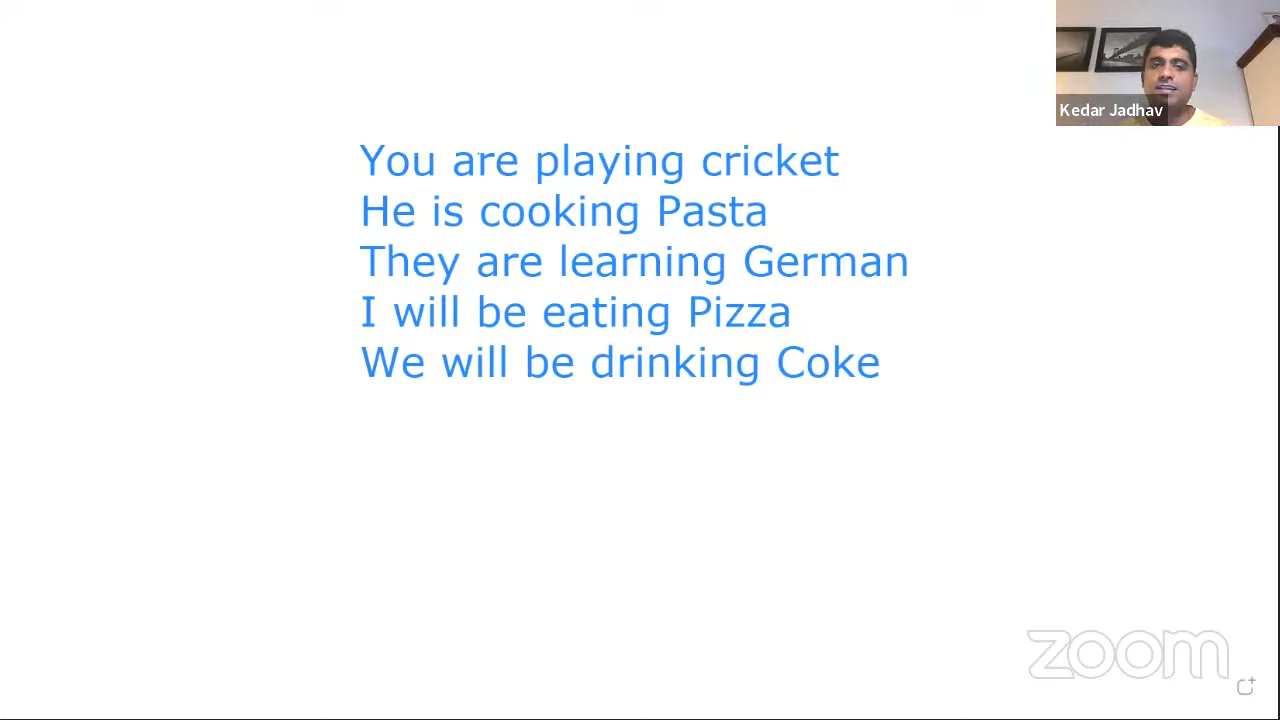 Kedar Jadhav
You are playing cricket
He is cooking Pasta
They are learning German
I will be eating Pizza
We will be drinking Coke
zoom